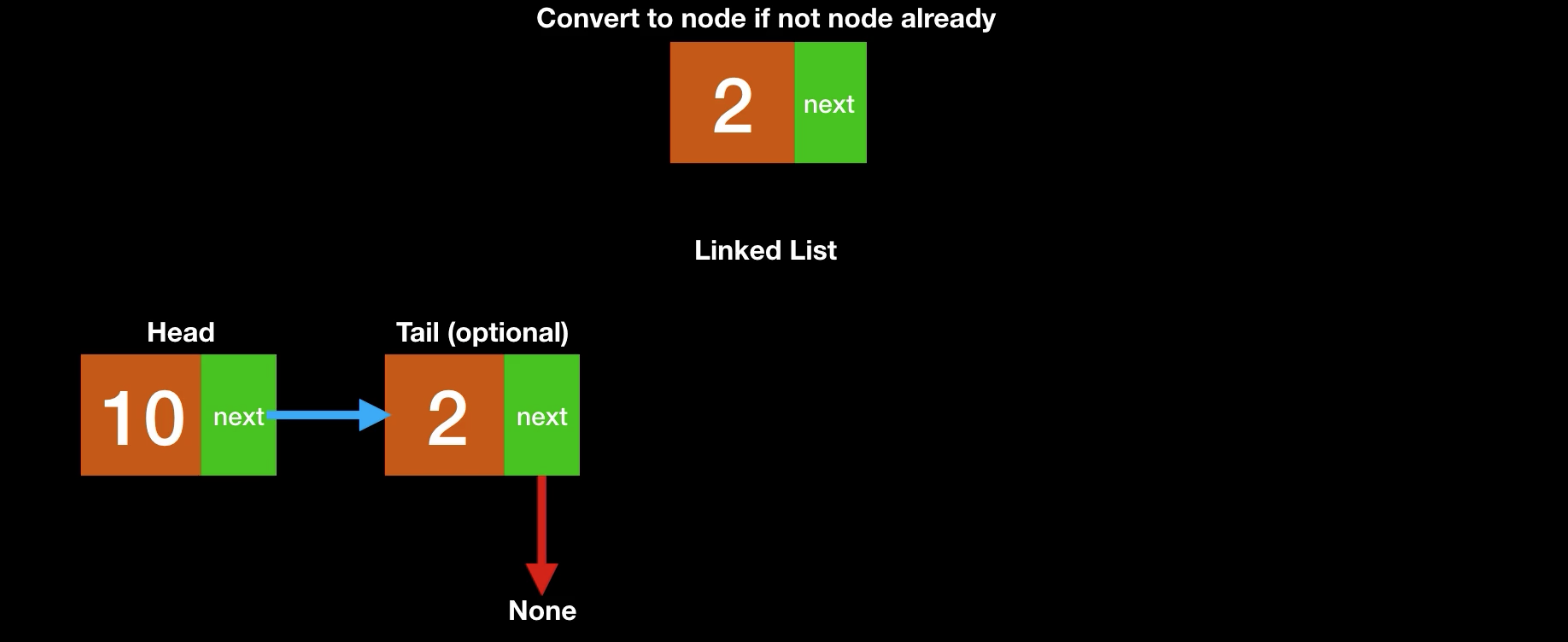 Convert to node if not node already
2 next
Linked List
Head Tail (optional)
10 next 2 next
None